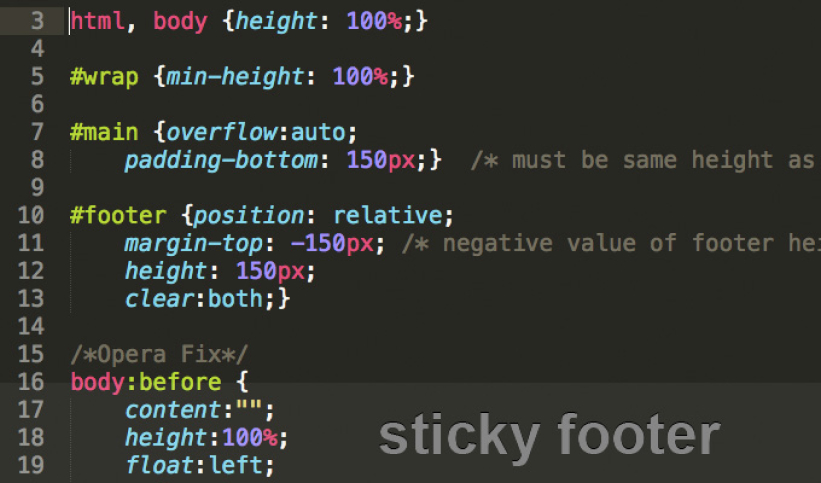 3 html, body {height: 100%;}
4
5 #wrap {min-height: 100%;}
6
7 #main {overflow:auto;
8 padding-bottom: 150px;} /* must be same height as
9
10 #footer {position: relative;
11 margin-top: -150px; /* negative value of footer hei
12 height: 150px;
13 clear:both;}
14
15 /*Opera Fix*/
16 body:before {
17 content:"";
18 height:100%;
19 float:left;
sticky footer